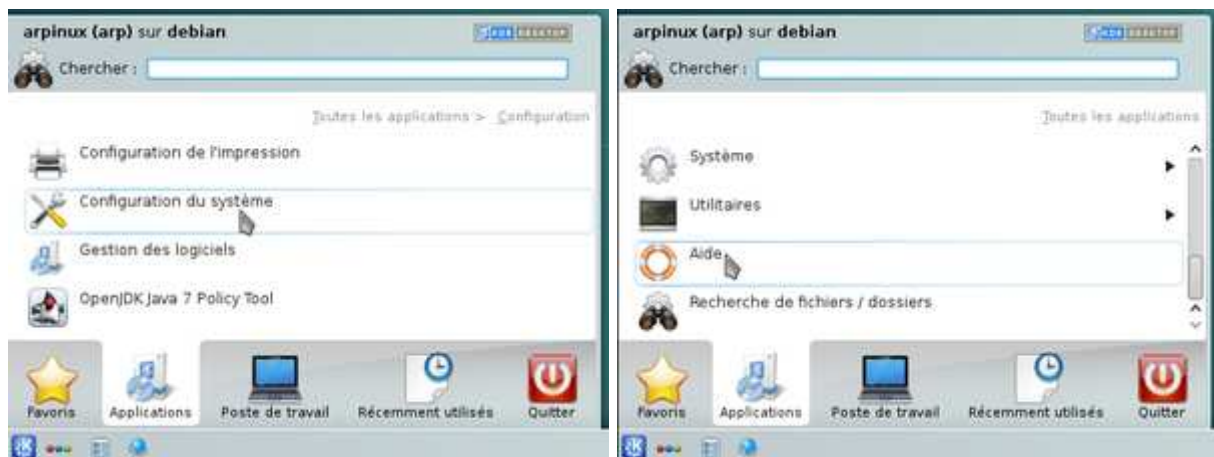 arpinux (arp) sur debian
Chercher :
Toutes les applications > Configuration
Configuration de l'impression
Configuration du système
Gestion des logiciels
OpenJDK Java 7 Policy Tool
Favoris Applications Poste de travail Récemment utilisés Quitter
arpinux (arp) sur debian
Chercher :
Toutes les applications
Système
Utilitaires
Aide
Recherche de fichiers / dossiers
Favoris Applications Poste de travail Récemment utilisés Quitter